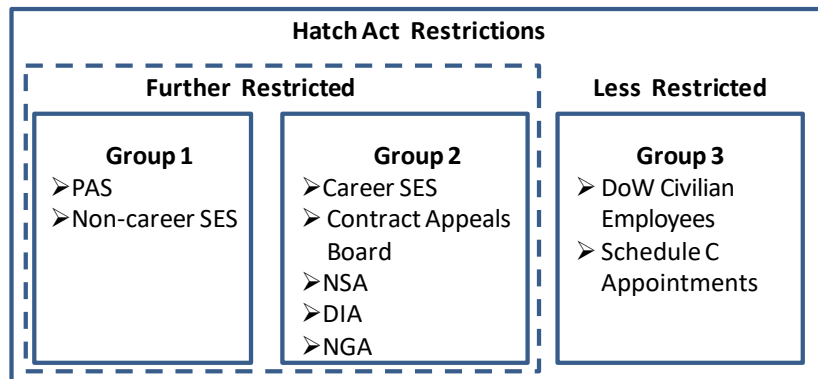 Hatch Act Restrictions
Further Restricted
Less Restricted
Group 1
➢PAS
➢Non-career SES
Group 2
➢Career SES
➢ Contract Appeals
Board
➢NSA
➢DIA
➢NGA
Group 3
➢ DoW Civilian
Employees
➢ Schedule C
Appointments